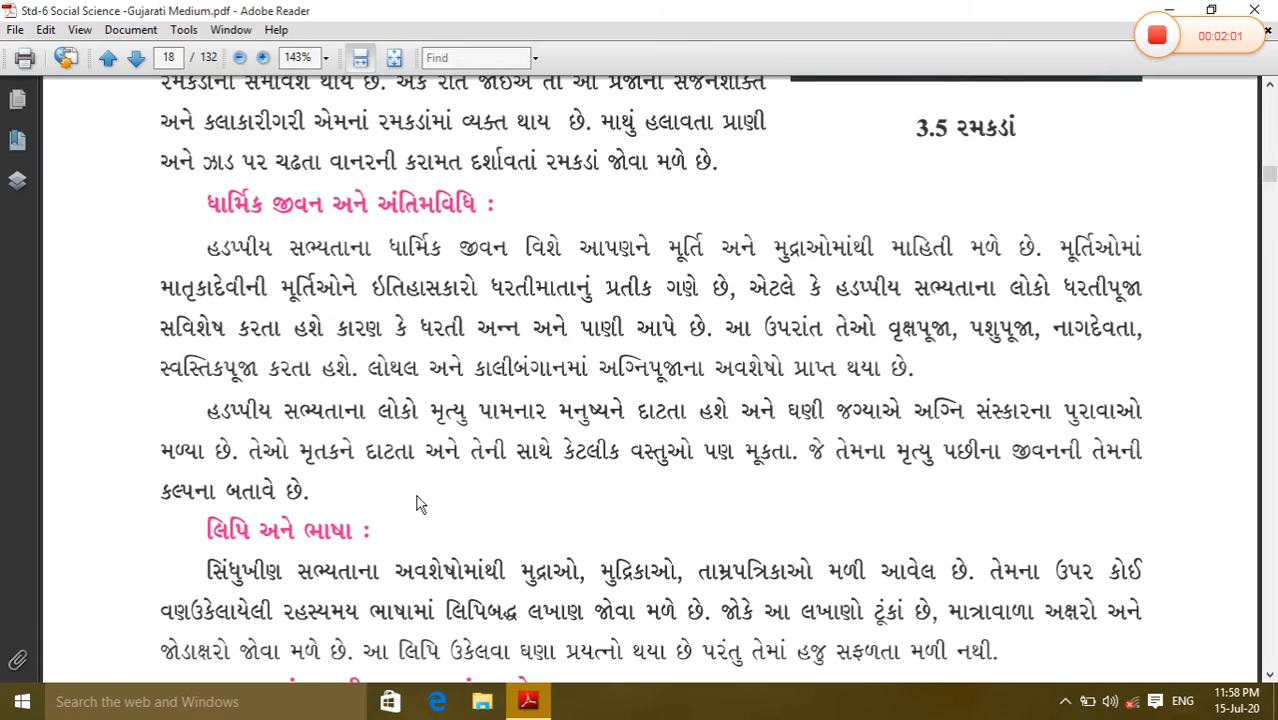 Std-6 Social Science -Gujarati Medium.pdf - Adobe Reader
File Edit View Document Tools Window Help
00:02:01
18 / 132 143% Find
રમકડાંનો સમાવેશ થાય છે. એક રીતે જોઈએ તો આ પ્રજાની સર્જનશક્તિ
અને કલાકારીગરી એમનાં રમકડાંમાં વ્યક્ત થાય છે. માથું હલાવતા પ્રાણી
અને ઝાડ પર ચઢતા વાનરની કરામત દર્શાવતાં રમકડાં જોવા મળે છે.
3.5 રમકડાં
ધાર્મિક જીવન અને અંતિમવિધિ :
હડપ્પીય સભ્યતાના ધાર્મિક જીવન વિશે આપણને મૂર્તિ અને મુદ્રાઓમાંથી માહિતી મળે છે. મૂર્તિઓમાં
માતૃકાદેવીની મૂર્તિઓને ઇતિહાસકારો ધરતીમાતાનું પ્રતીક ગણે છે, એટલે કે હડપ્પીય સભ્યતાના લોકો ધરતીપૂજા
સવિશેષ કરતા હશે કારણ કે ધરતી અન્ન અને પાણી આપે છે. આ ઉપરાંત તેઓ વૃક્ષપૂજા, પશુપૂજા, નાગદેવતા,
સ્વસ્તિકપૂજા કરતા હશે. લોથલ અને કાલીબંગાનમાં અગ્નિપૂજાના અવશેષો પ્રાપ્ત થયા છે.
હડપ્પીય સભ્યતાના લોકો મૃત્યુ પામનાર મનુષ્યને દાટતા હશે અને ઘણી જગ્યાએ અગ્નિ સંસ્કારના પુરાવાઓ
મળ્યા છે. તેઓ મૃતકને દાટતા અને તેની સાથે કેટલીક વસ્તુઓ પણ મૂકતા. જે તેમના મૃત્યુ પછીના જીવનની તેમની
કલ્પના બતાવે છે.
લિપિ અને ભાષા :
સિંધુખીણ સભ્યતાના અવશેષોમાંથી મુદ્રાઓ, મુદ્રિકાઓ, તામ્રપત્રિકાઓ મળી આવેલ છે. તેમના ઉપર કોઈ
વણઉકેલાયેલી રહસ્યમય ભાષામાં લિપિબદ્ધ લખાણ જોવા મળે છે. જોકે આ લખાણો ટૂંકાં છે, માત્રાવાળા અક્ષરો અને
જોડાક્ષરો જોવા મળે છે. આ લિપિ ઉકેલવા ઘણા પ્રયત્નો થયા છે પરંતુ તેમાં હજુ સફળતા મળી નથી.
Search the web and Windows
ENG
11:58 PM
15-Jul-20